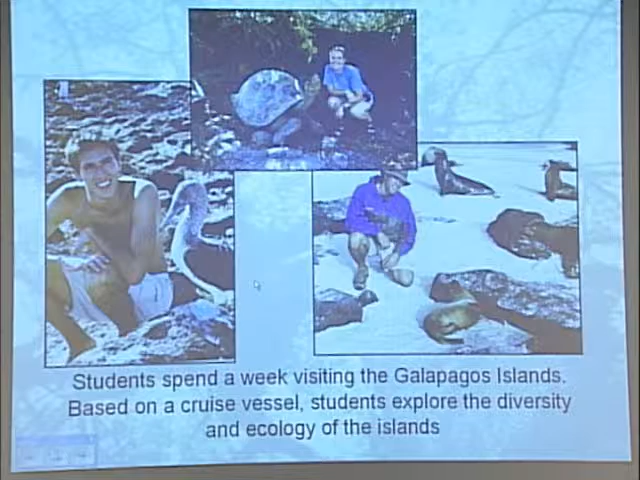 Students spend a week visiting the Galapagos Islands.
Based on a cruise vessel, students explore the diversity
and ecology of the islands